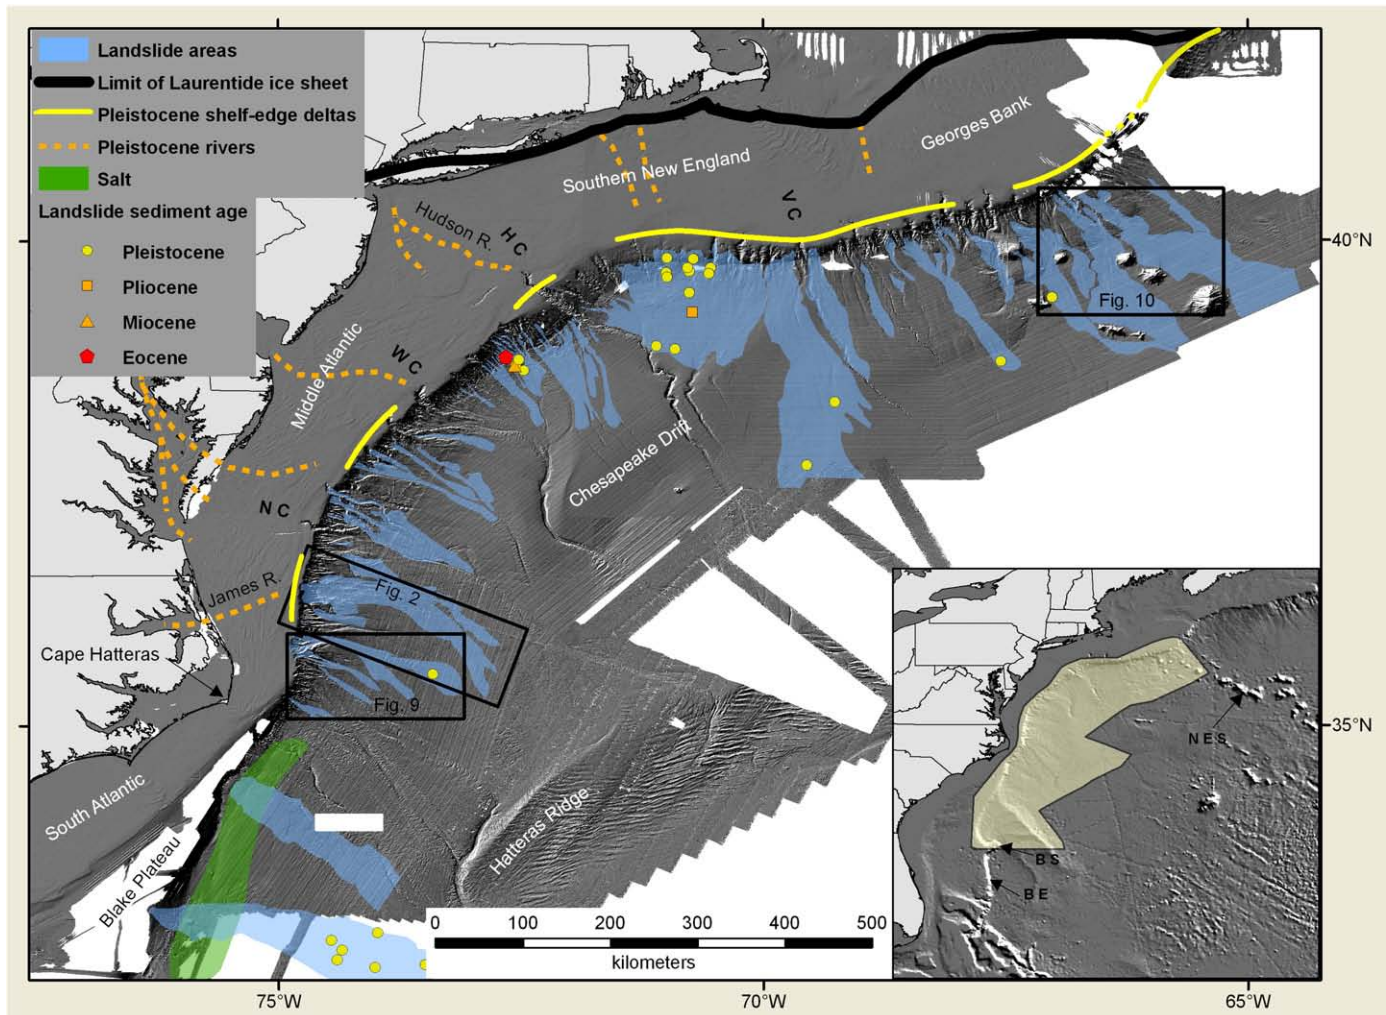 Landslide areas
Limit of Laurentide ice sheet
Pleistocene shelf-edge deltas
Pleistocene rivers
Salt
Landslide sediment age
Pleistocene
Pliocene
Miocene
Eocene
Georges Bank
Southern New England
V C
Hudson R.
H C
40°N
Fig. 10
Middle Atlantic
W C
Chesapeake Drift
N C
James R.
Fig. 2
Cape Hatteras
Fig. 9
35°N
N E S
South Atlantic
Hatteras Ridge
Blake Plateau
B S
B E
0 100 200 300 400 500
kilometers
75°W 70°W 65°W